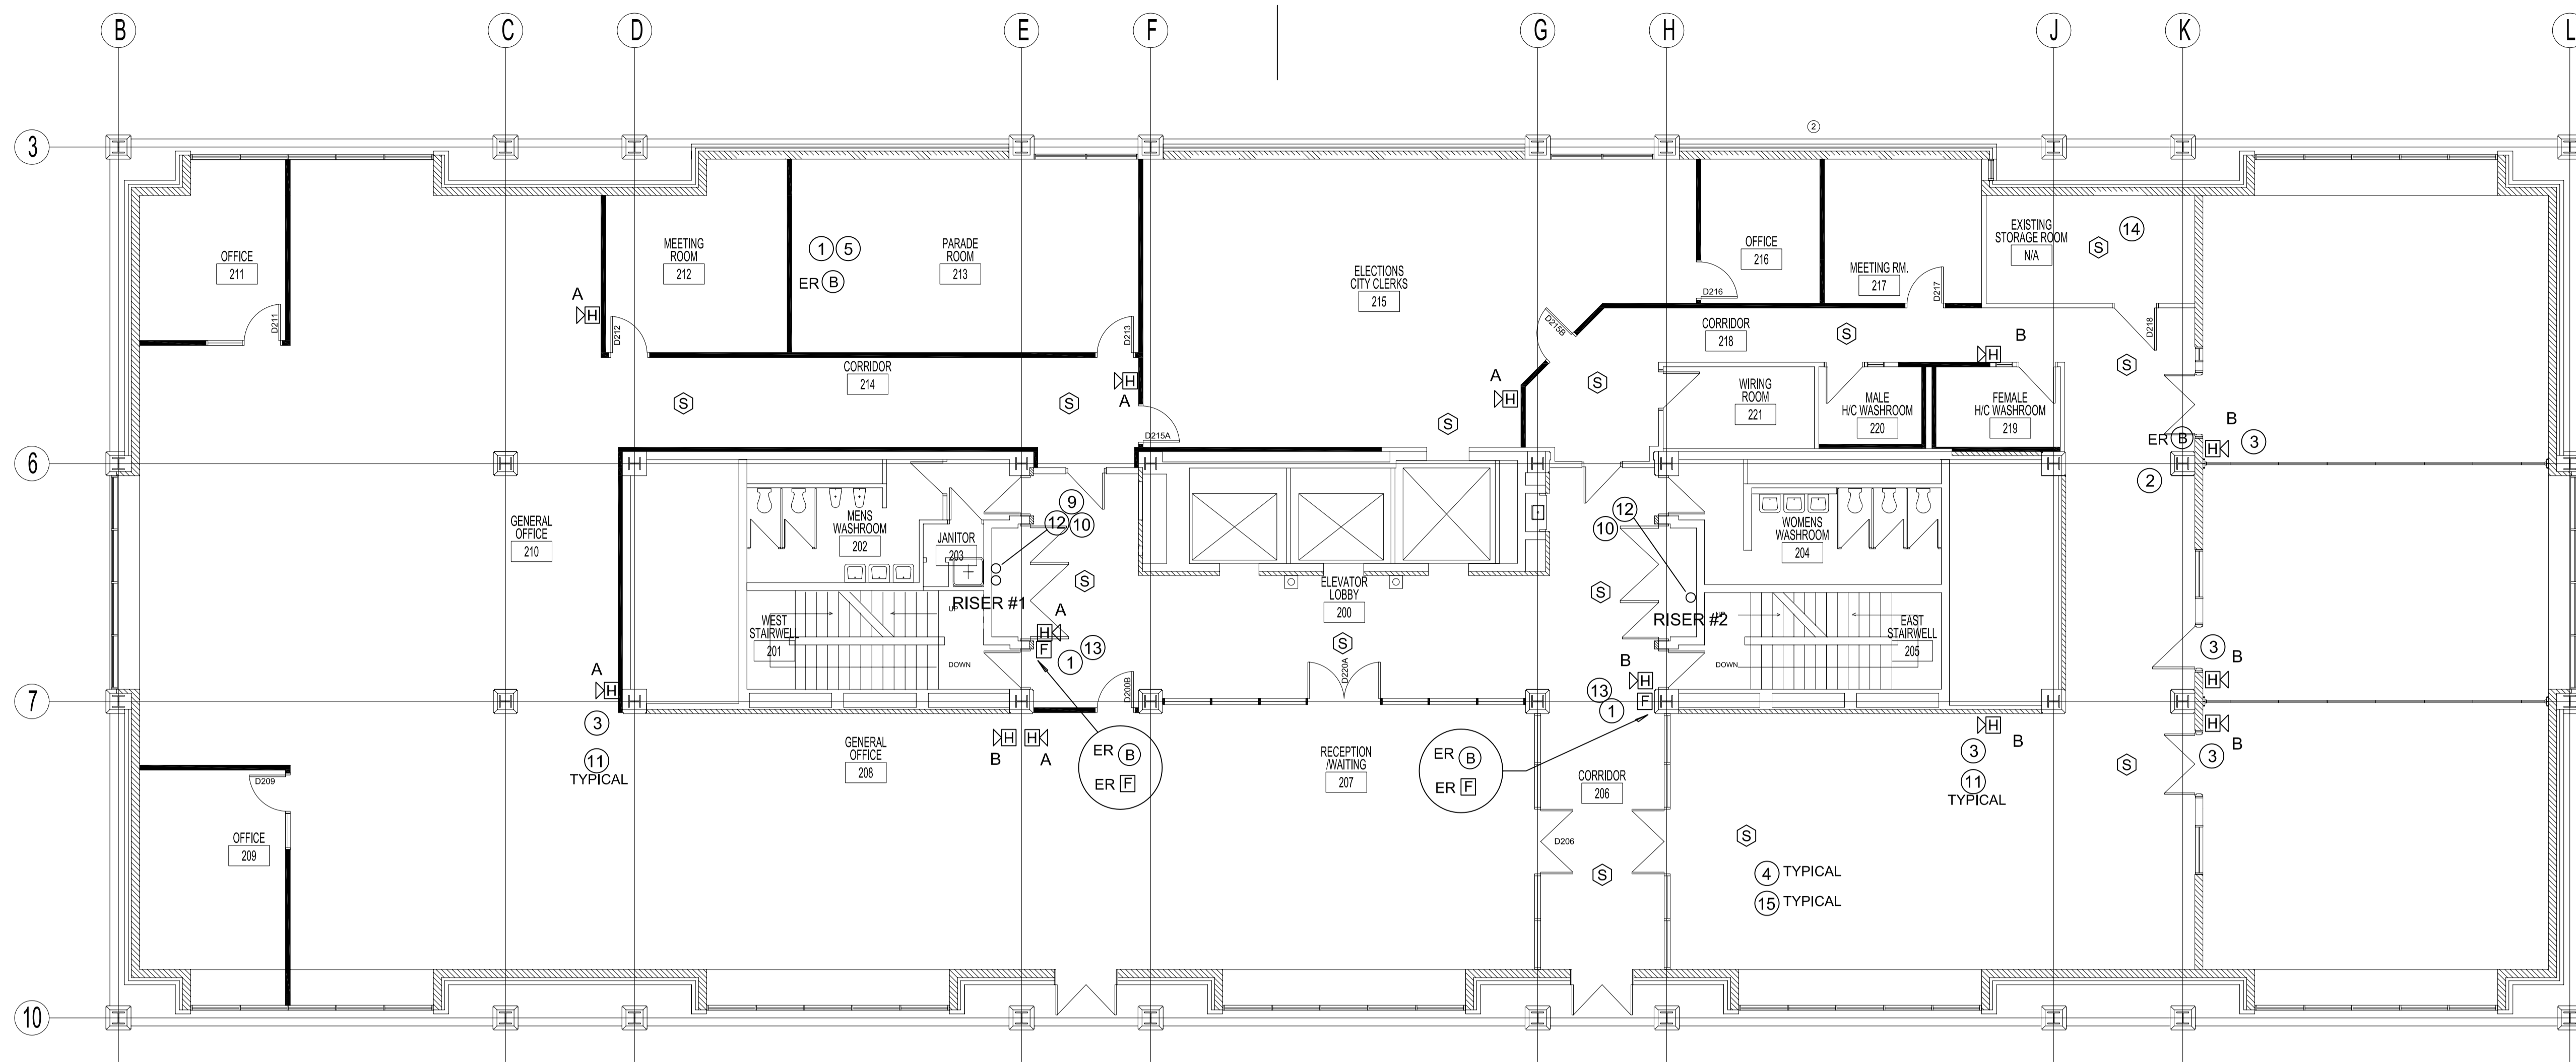 B C D E F G H J K L
3
2
OFFICE
211
D211
MEETING
ROOM
212
D212
1 5
ER B
PARADE
ROOM
213
D213
ELECTIONS
CITY CLERKS
215
D215B
OFFICE
216
D216
MEETING RM.
217
D217
EXISTING
STORAGE ROOM
N/A
S
14
D218
A
H
CORRIDOR
214
S
S
H
A
D215A
A
H
S
S
CORRIDOR
218
S
B
H
S
WIRING
ROOM
221
MALE
H/C WASHROOM
220
FEMALE
H/C WASHROOM
219
B
ER B
H
3
2
6
GENERAL
OFFICE
210
MENS
WASHROOM
202
JANITOR
203
9
12 10
S
RISER #1
UP
A
H
F
13
1
WEST
STAIRWELL
201
DOWN
D200B
ELEVATOR
LOBBY
200
S
D220A
S
12
10
RISER #2
UP
WOMENS
WASHROOM
204
EAST
STAIRWELL
205
DOWN
B
H
13
F
1
3
B
H
7
A
H
3
11
TYPICAL
GENERAL
OFFICE
208
H H
B A
ER B
ER F
RECEPTION
/WAITING
207
ER B
ER F
CORRIDOR
206
D206
S
H
B
3
11
TYPICAL
S
H
B
3
S
4 TYPICAL
15 TYPICAL
D209
OFFICE
209
10